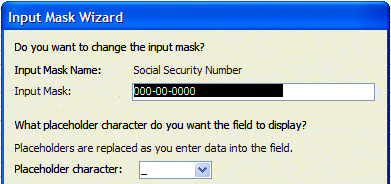 Input Mask Wizard
Do you want to change the input mask?
Input Mask Name: Social Security Number
Input Mask: 000-00-0000
What placeholder character do you want the field to display?
Placeholders are replaced as you enter data into the field.
Placeholder character: _